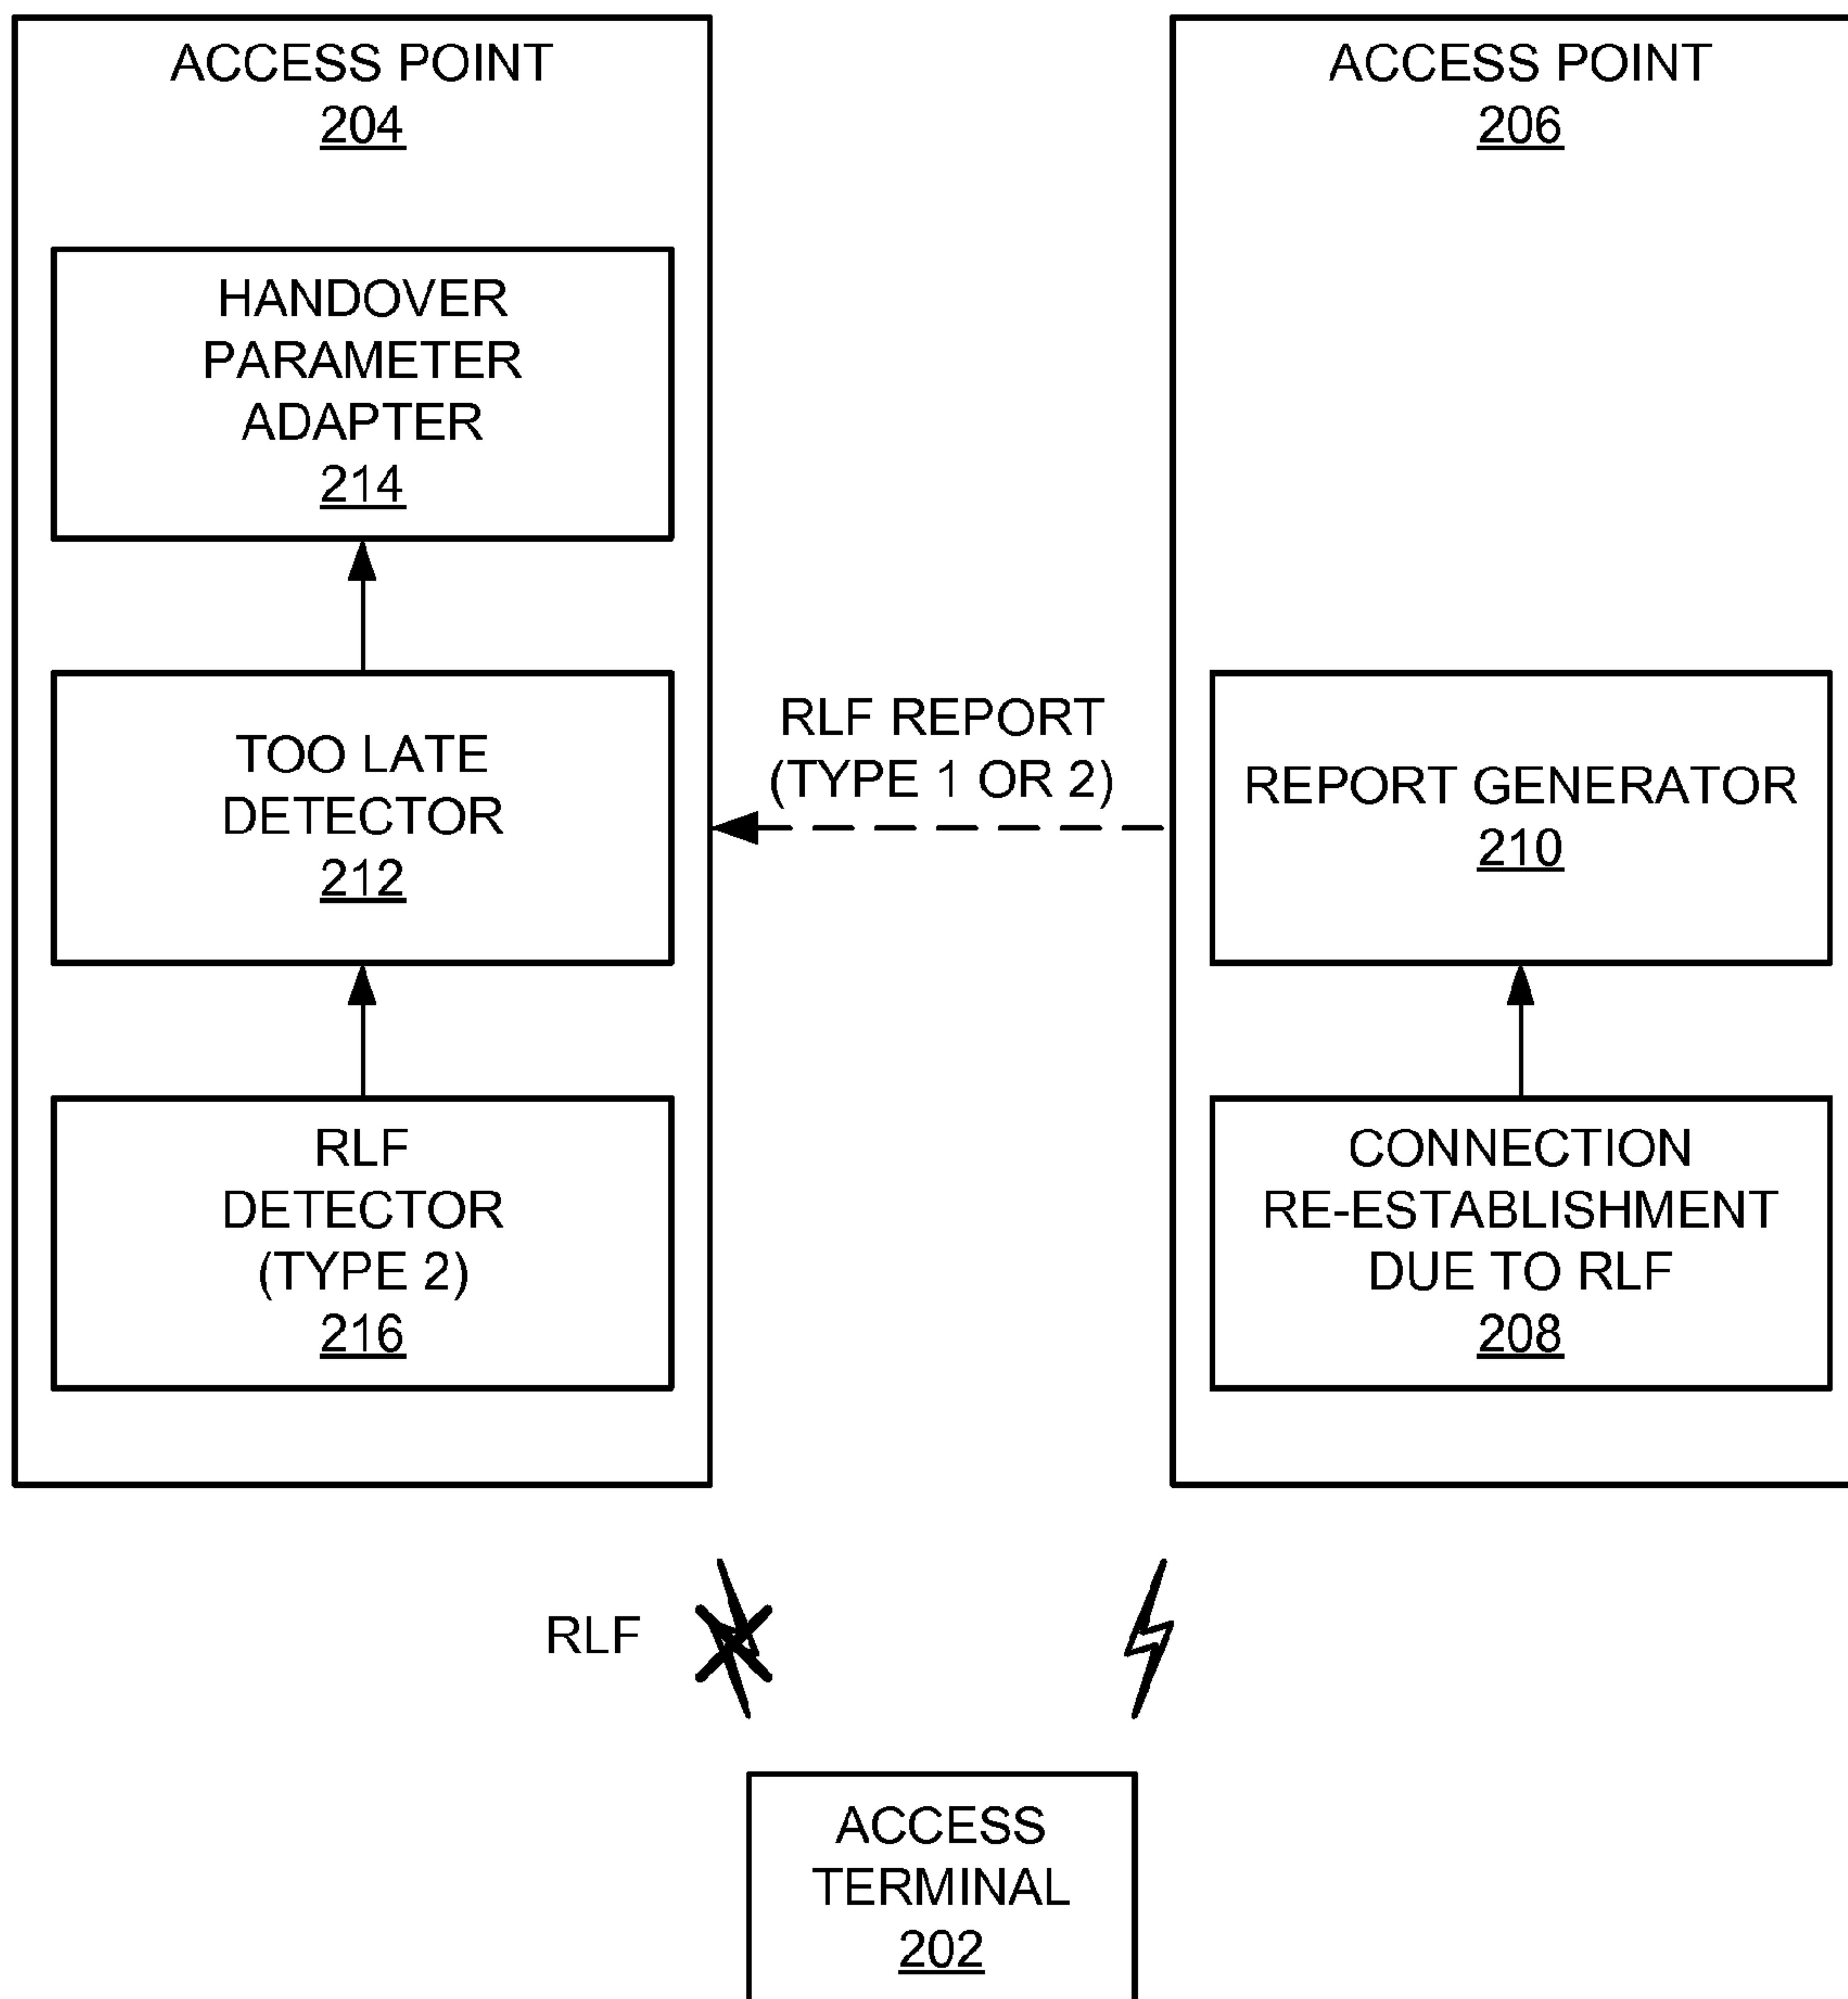 ACCESS POINT
204
HANDOVER
PARAMETER
ADAPTER
214
TOO LATE
DETECTOR
212
RLF
DETECTOR
(TYPE 2)
216
RLF REPORT
(TYPE 1 OR 2)
ACCESS POINT
206
REPORT GENERATOR
210
CONNECTION
RE-ESTABLISHMENT
DUE TO RLF
208
RLF
ACCESS
TERMINAL
202